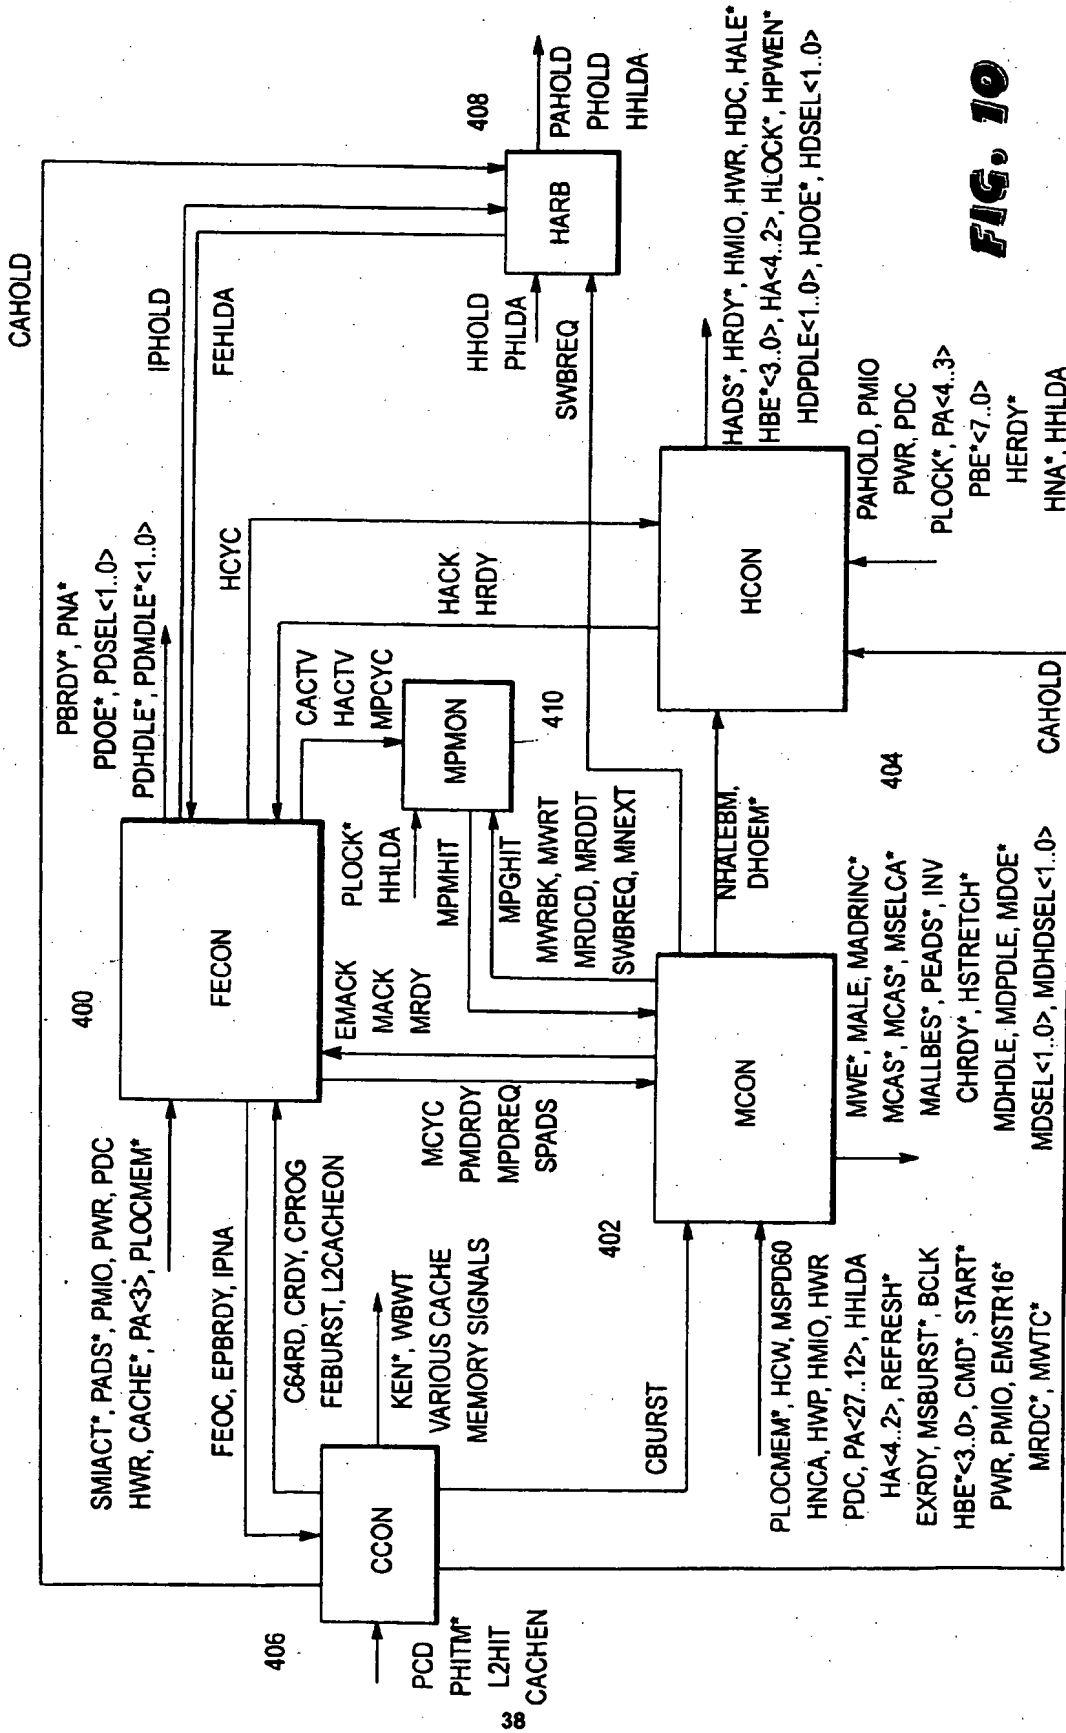 CAHOLD
IPHOLD
FEHLDA
408
PAHOLD
PHOLD
HHLDA
HARB
HHOLD
PHLDA
SWBREQ
PBRDY*, PNA*
PDOE*, PDSEL<1..0>
PDHDLE*, PDMDLE*<1..0>
HCYC
HACK
HRDY
HADS*, HRDY*, HMIO, HWR, HDC, HALE*
HBE*<3..0>, HA<4..2>, HLOCK*, HPWEN*
HDPDLE<1..0>, HDOE*, HDSEL<1..0>
400
FECON
CACTV
HACTV
MPCYC
MPMON
410
PLOCK*
HHLDA
MPMHIT
MPGHIT
MWRBK, MWRT
MRDCD, MRDDT
SWBREQ, MNEXT
HCON
404
PAHOLD, PMIO
PWR, PDC
PLOCK*, PA<4..3>
PBE*<7..0>
HERDY*
HNA*, HHLDA
CAHOLD
NHALEBM,
DHOEM*
SMIACT*, PADS*, PMIO, PWR, PDC
HWR, CACHE*, PA<3>, PLOCMEM*
EMACK
MACK
MRDY
MCYC
PMDRDY
MPDREQ
SPADS
FEOC, EPBRDY, IPNA
C64RD, CRDY, CPROG
FEBURST, L2CACHEON
KEN*, WBWT
VARIOUS CACHE
MEMORY SIGNALS
406
CCON
PCD
PHITM*
L2HIT
CACHEN
CBURST
402
MCON
MWE*, MALE, MADRINC*
MCAS*, MCAS*, MSELCA*
MALLBES*, PEADS*, INV
CHRDY*, HSTRETCH*
MDHDLE, MDPDLE, MDOE*
MDSEL<1..0>, MDHDSEL<1..0>
PLOCMEM*, HCW, MSPD60
HNCA, HWP, HMIO, HWR
PDC, PA<27..12>, HHLDA
HA<4..2>, REFRESH*
EXRDY, MSBURST*, BCLK
HBE*<3..0>, CMD*, START*
PWR, PMIO, EMSTR16*
MRDC*, MWTC*
FIG. 10
38